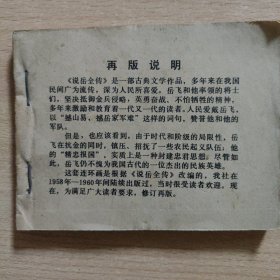 再版说明
《说岳全传》是一部古典文学作品，多年来在我国
民间广为流传，深为人民所喜爱。岳飞和他率领的将士
们，坚决抵御金兵侵略，英勇奋战、不怕牺牲的精神，
多年来激励和教育着一代又一代的读者。人民爱戴岳飞，
以“撼山易，撼岳家军难”这样的词句，赞哥他和他的
军队。
但是，也应该看到，由于时代和阶级的局限性，岳
飞在抗金的同时，镇压、招抚了一些农民起义队伍；他
的“精忠报国”，实质上是一种封建忠君思想。尽管如
此，岳飞仍不愧为我国古代的一位杰出的民族英雄。
这套连环画是根据《说岳全传》改编的，我社在
1958年—1960年间陆续出版过，当时很受读者欢迎。现
在，为满足广大读者要求，修订再版。